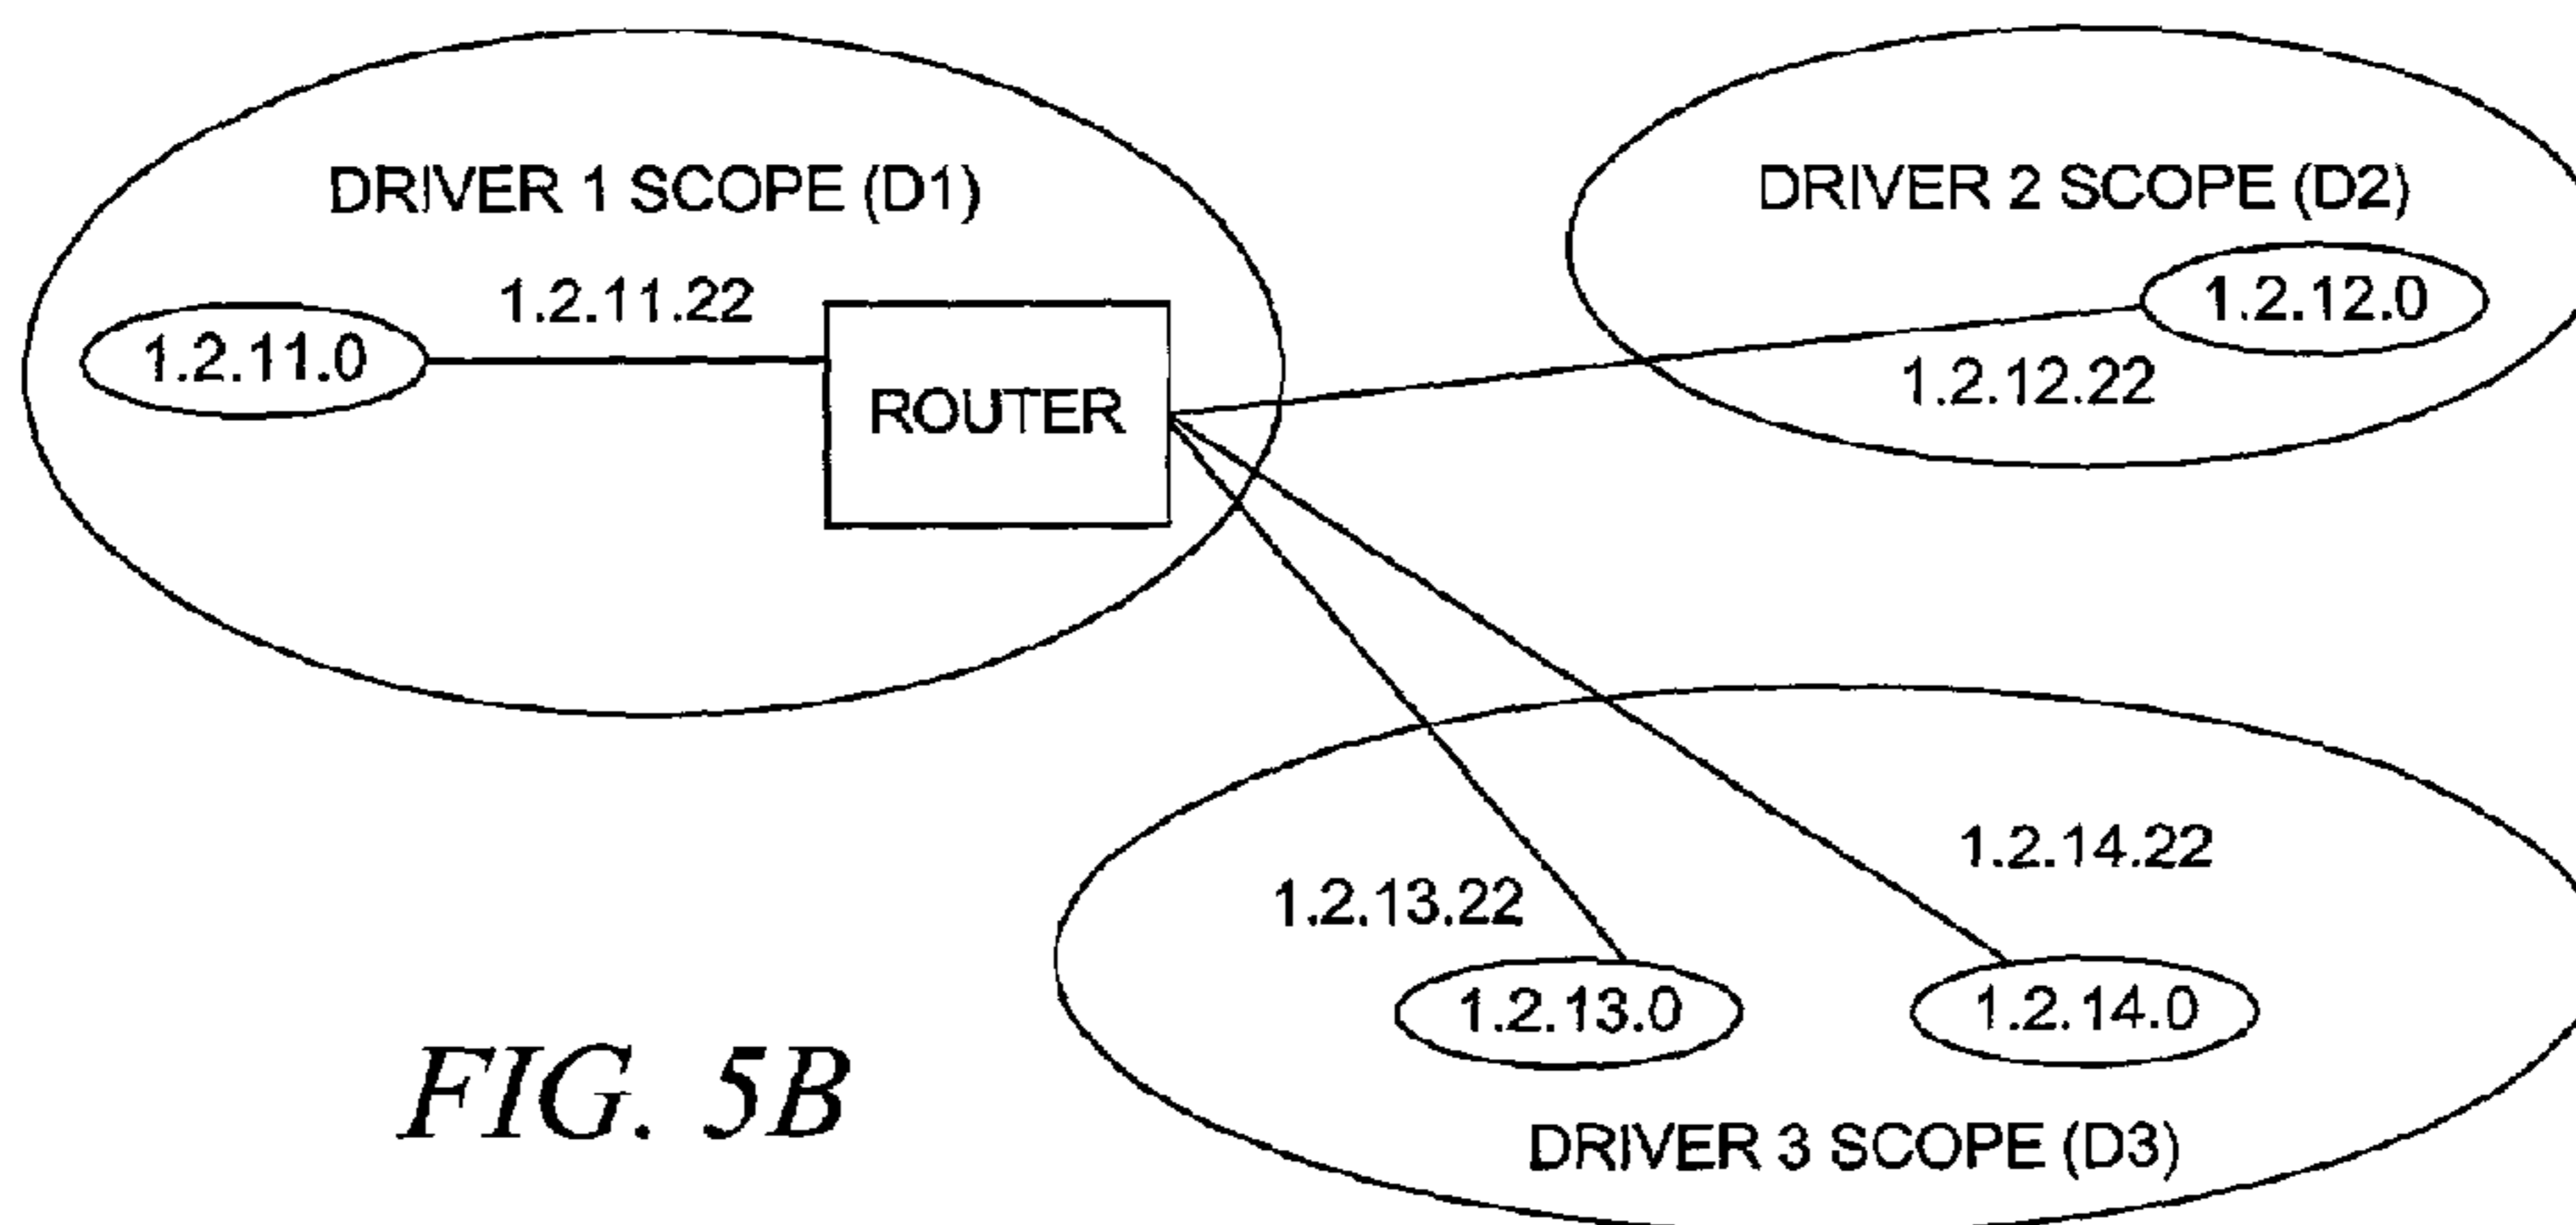 DRIVER 1 SCOPE (D1)
1.2.11.22
1.2.11.0
ROUTER
DRIVER 2 SCOPE (D2)
1.2.12.0
1.2.12.22
1.2.14.22
1.2.13.22
1.2.13.0
1.2.14.0
DRIVER 3 SCOPE (D3)
FIG. 5B